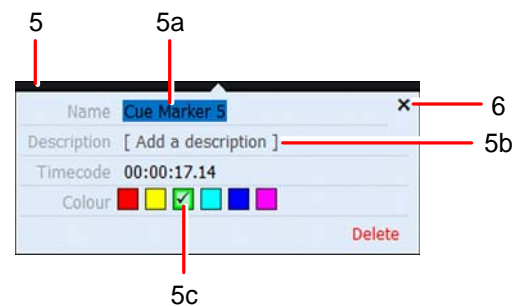 5 5a
Name Cue Marker 5 × 6
Description [ Add a description ] 5b
Timecode 00:00:17.14
Colour
Delete
5c